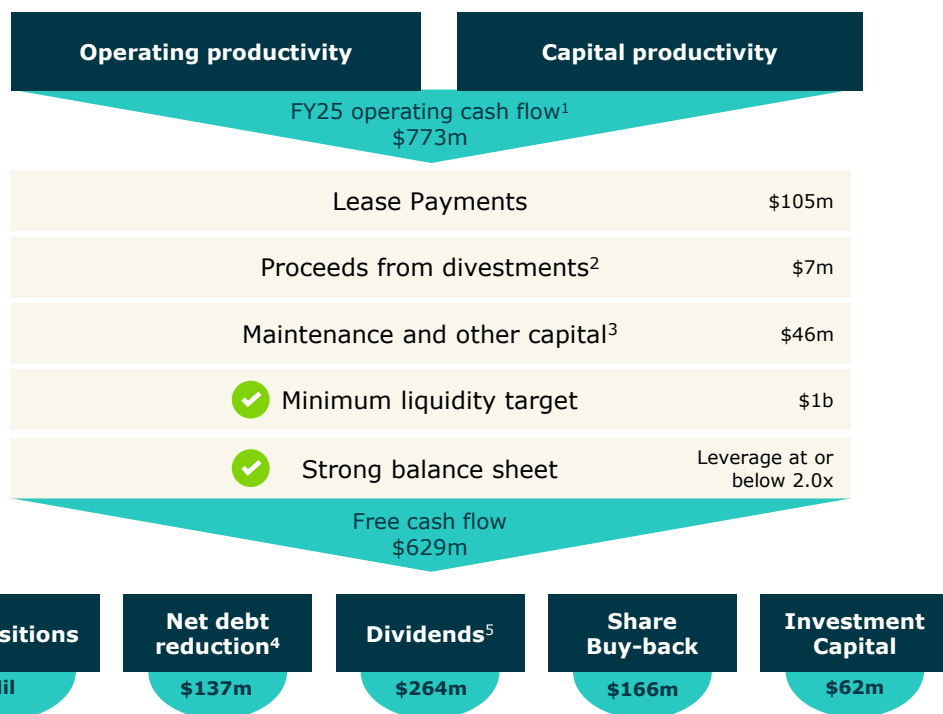 Operating productivity
Capital productivity
FY25 operating cash flow¹
$773m
Lease Payments
$105m
Proceeds from divestments²
$7m
Maintenance and other capital³
$46m
Minimum liquidity target
$1b
Strong balance sheet
Leverage at or
below 2.0x
Free cash flow
$629m
sitions
Net debt
reduction⁴
Dividends⁵
Share
Buy-back
Investment
Capital
$137m
$264m
$166m
$62m